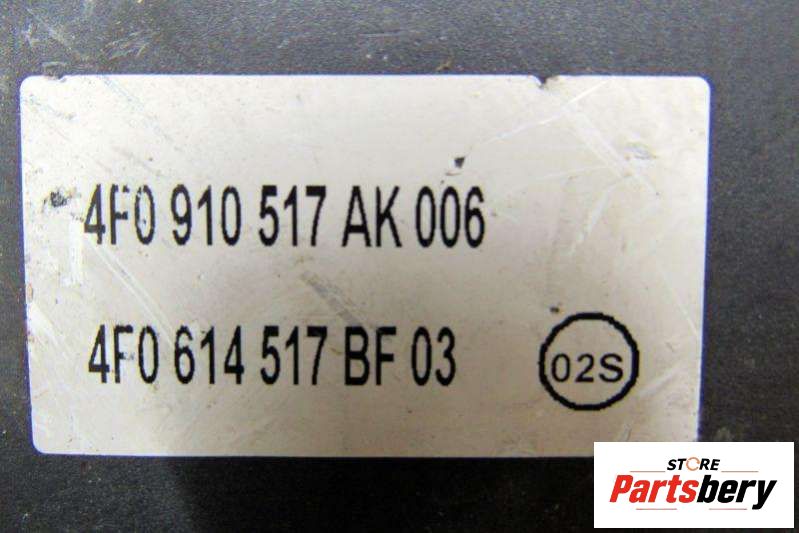 4F0 910 517 AK 006
4F0 614 517 BF 03
02S
STORE
Partsbery